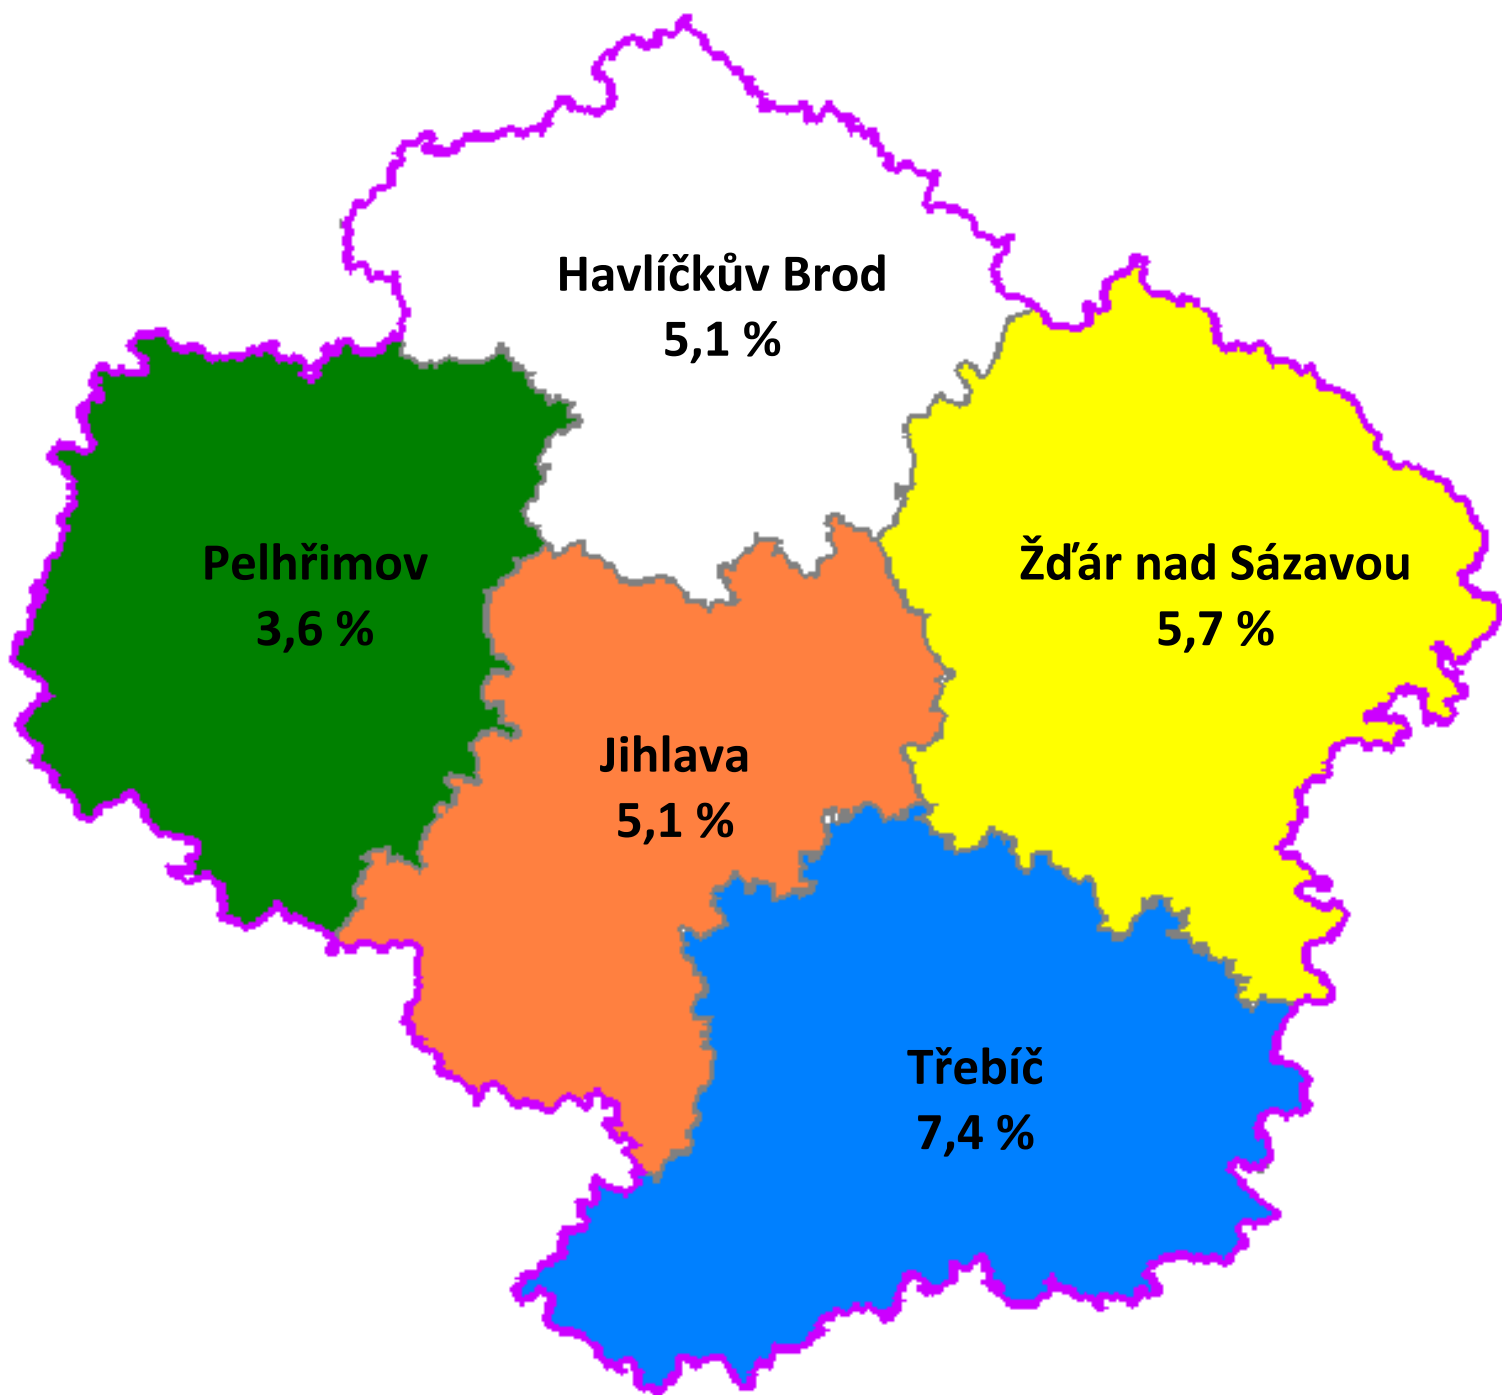 Havlíčkův Brod
5,1 %
Pelhřimov
3,6 %
Žďár nad Sázavou
5,7 %
Jihlava
5,1 %
Třebíč
7,4 %